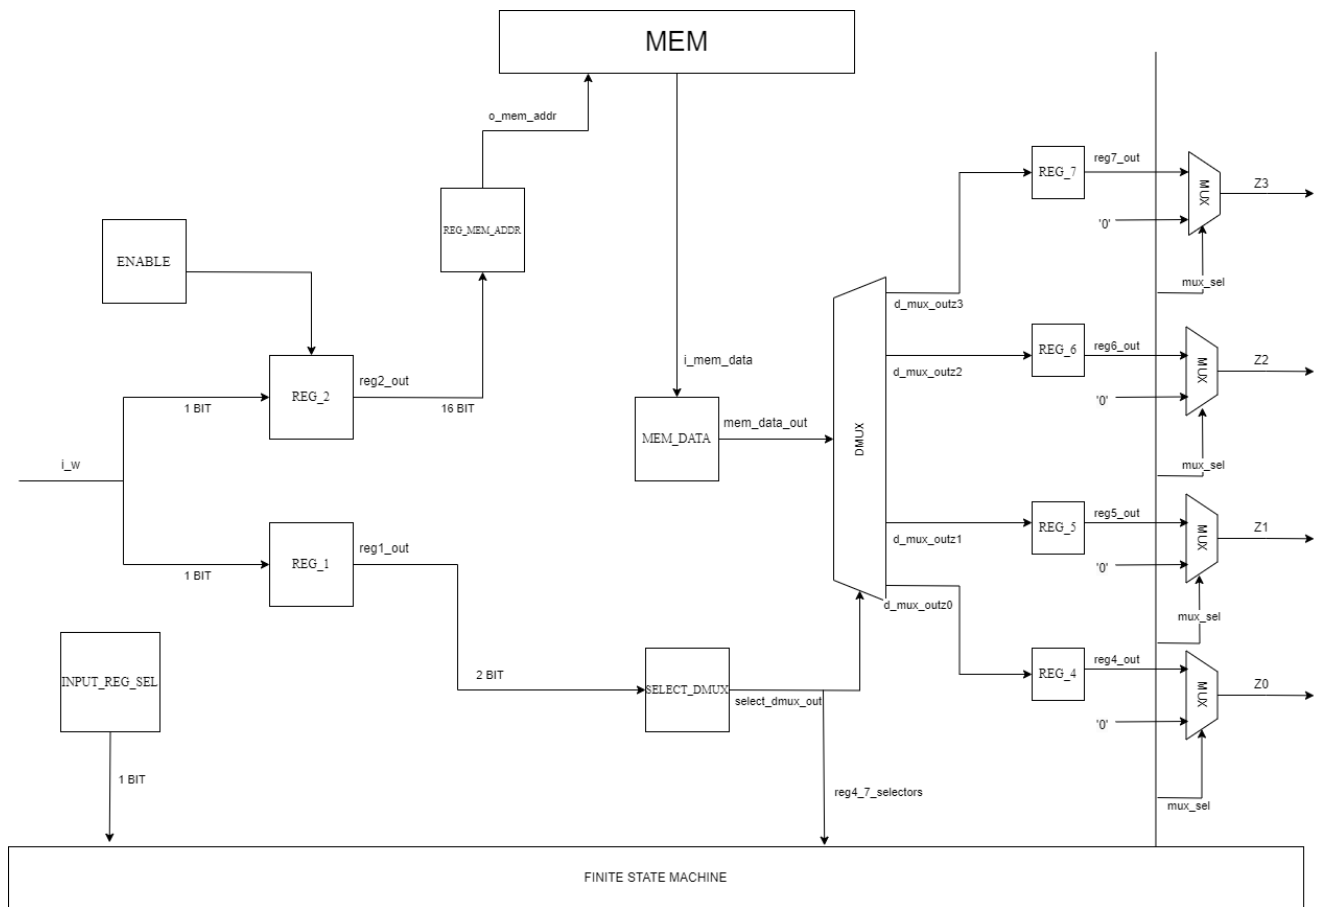 MEM
o_mem_addr
reg7_out
REG_7
Z3
MUX
'0'
REG_MEM_ADDR
ENABLE
mux_sel
d_mux_outz3
reg6_out
REG_6
Z2
MUX
i_mem_data
d_mux_outz2
reg2_out
REG_2
1 BIT
16 BIT
'0'
mem_data_out
MEM_DATA
DMUX
i_w
mux_sel
reg5_out
REG_5
Z1
MUX
d_mux_outz1
reg1_out
REG_1
1 BIT
'0'
d_mux_outz0
mux_sel
reg4_out
REG_4
Z0
MUX
2 BIT
INPUT_REG_SEL
SELECT_DMUX
select_dmux_out
'0'
1 BIT
reg4_7_selectors
mux_sel
FINITE STATE MACHINE